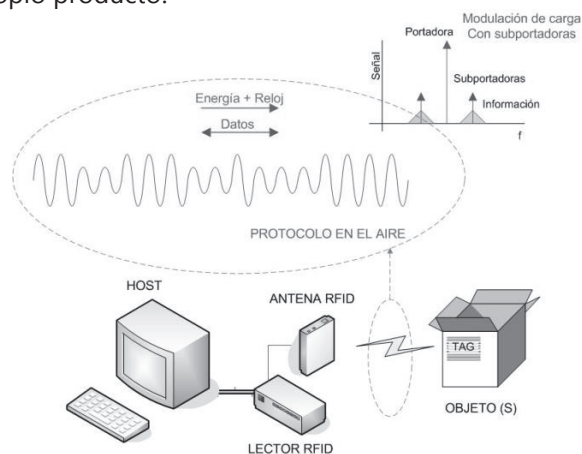 opio producto.
Modulación de carga
Con subportadoras
Portadora
Señal
Subportadoras
Información
f
Energía + Reloj
Datos
PROTOCOLO EN EL AIRE
HOST
ANTENA RFID
TAG
OBJETO (S)
LECTOR RFID